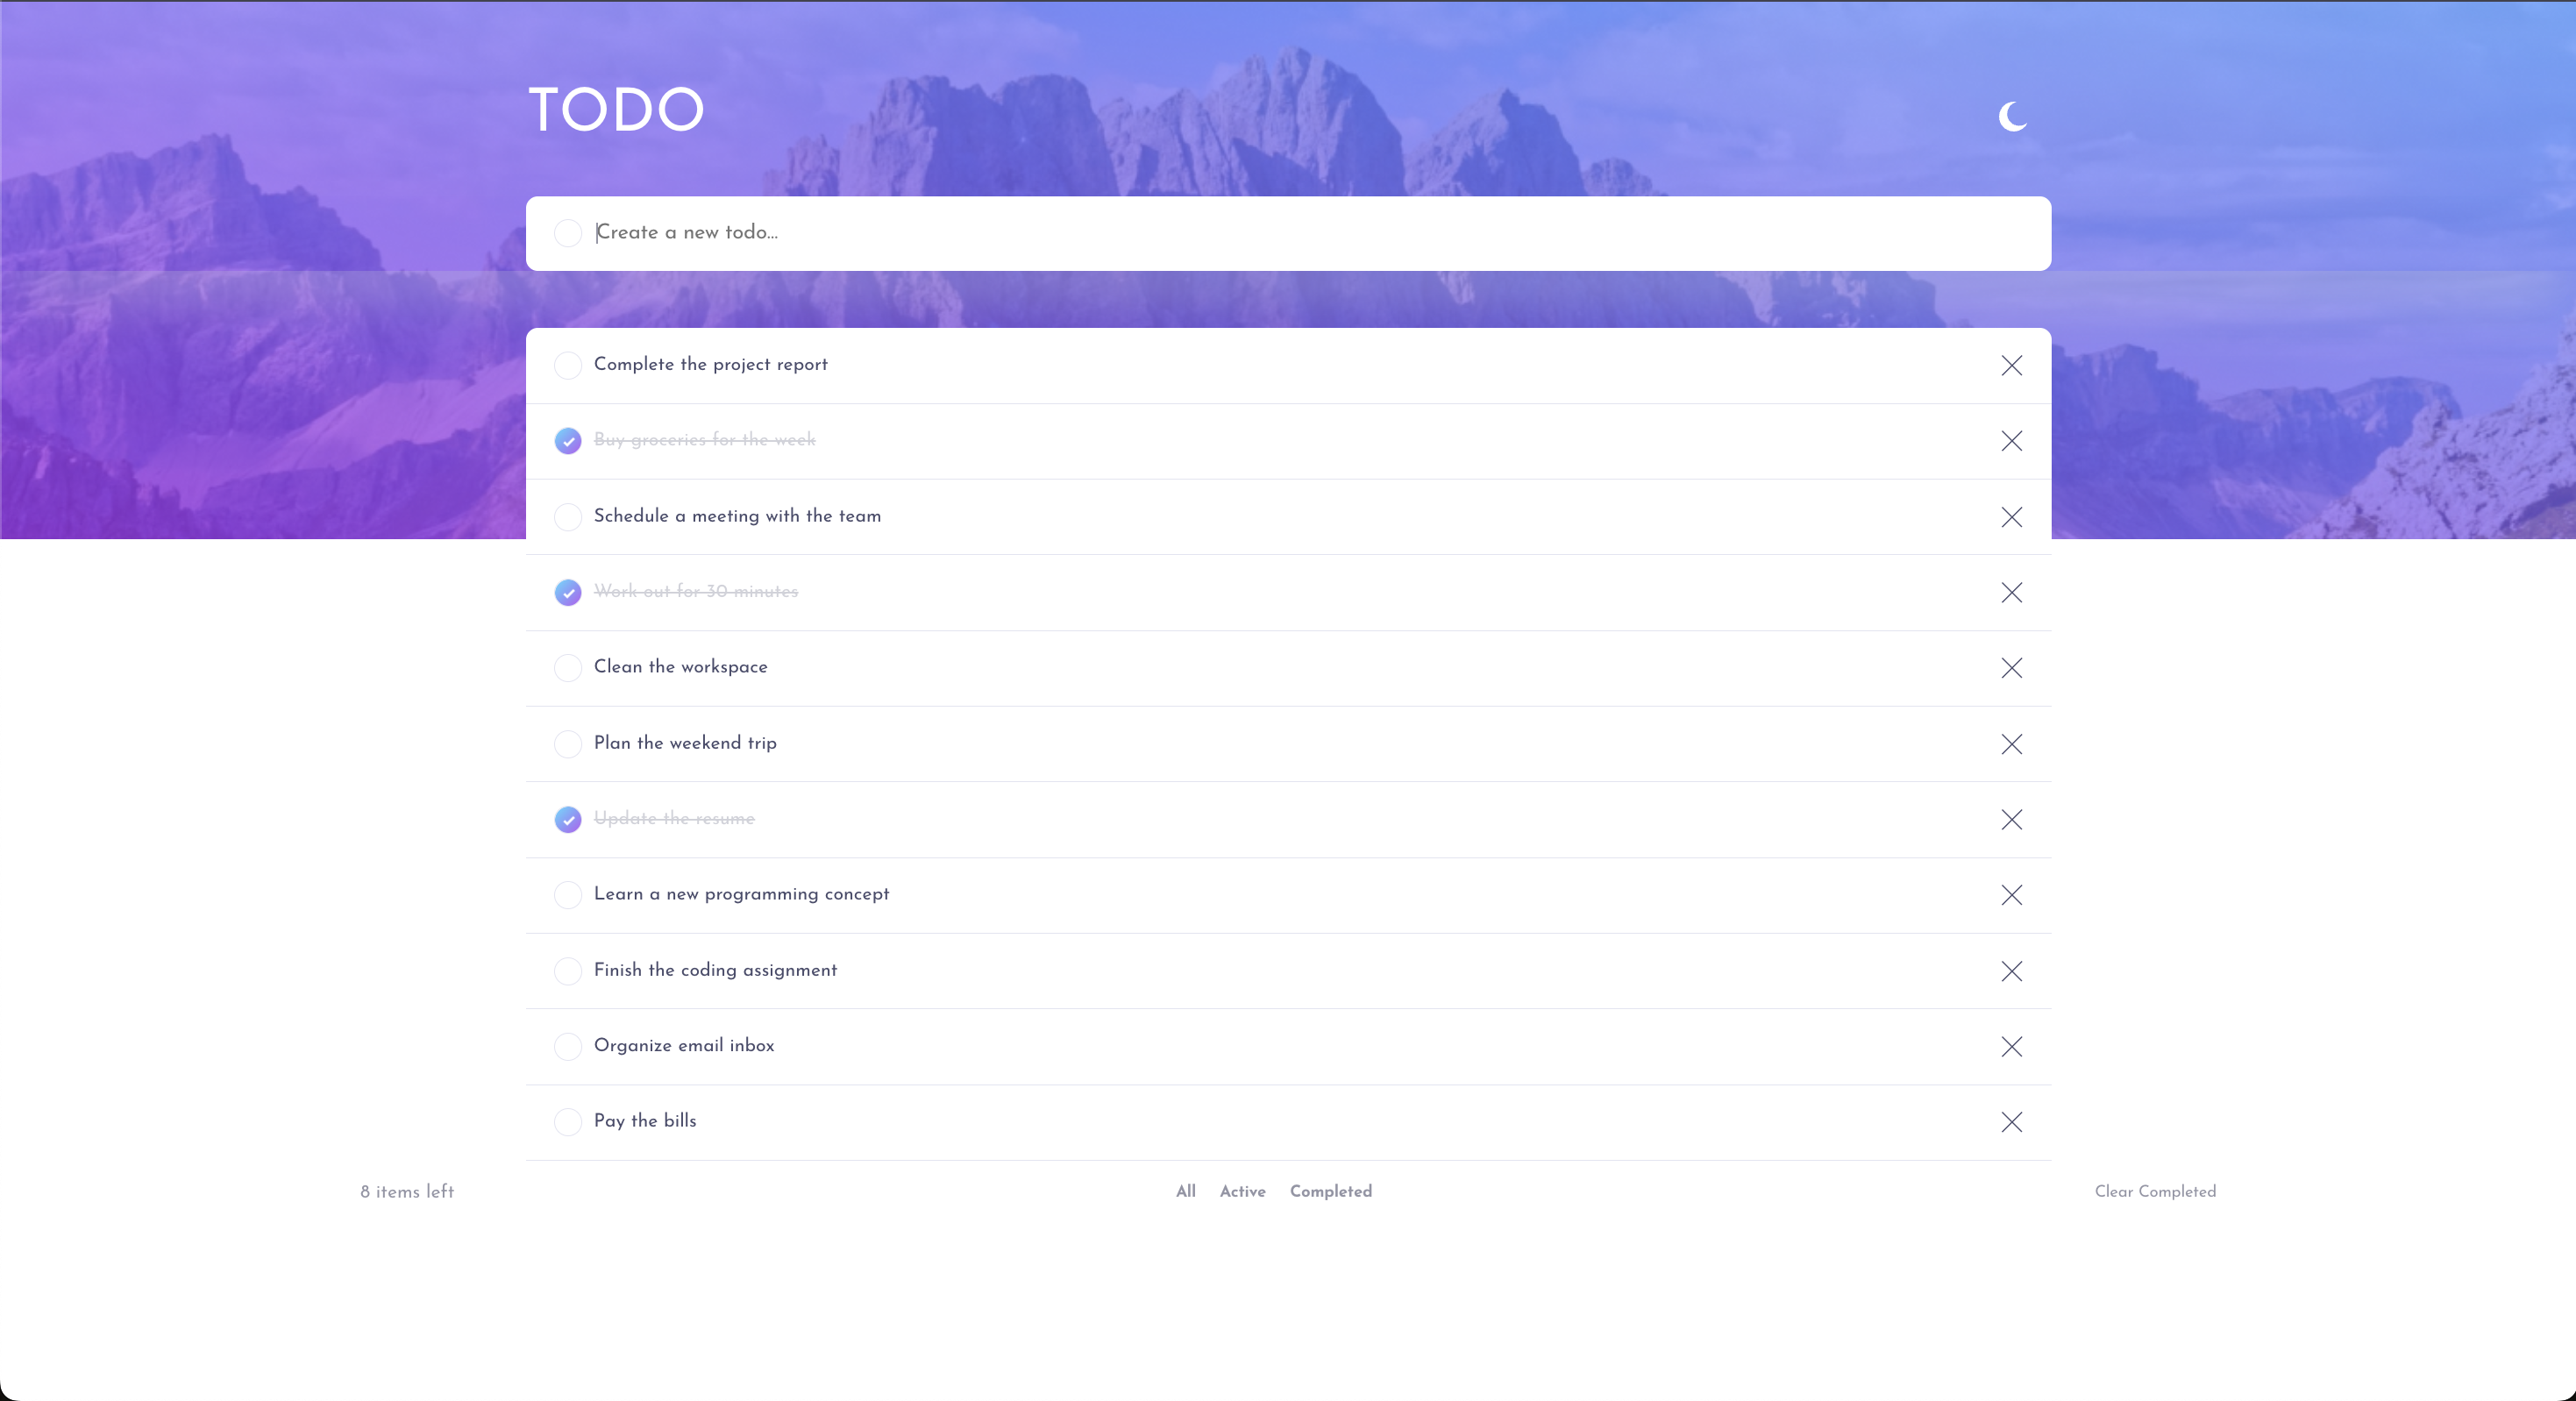 TODO
Create a new todo...
Complete the project report
Buy groceries for the week
Schedule a meeting with the team
Work out for 30 minutes
Clean the workspace
Plan the weekend trip
Update the resume
Learn a new programming concept
Finish the coding assignment
Organize email inbox
Pay the bills
8 items left All Active Completed Clear Completed